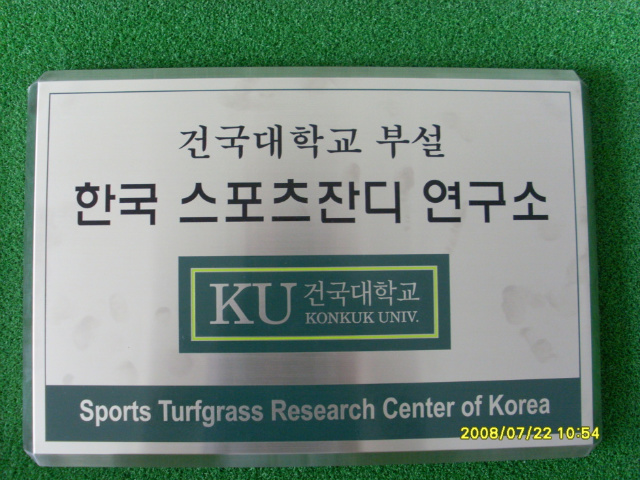 건국대학교 부설
한국 스포츠잔디 연구소
KU 건국대학교
KONKUK UNIV.
Sports Turfgrass Research Center of Korea
2008/07/22 10:54